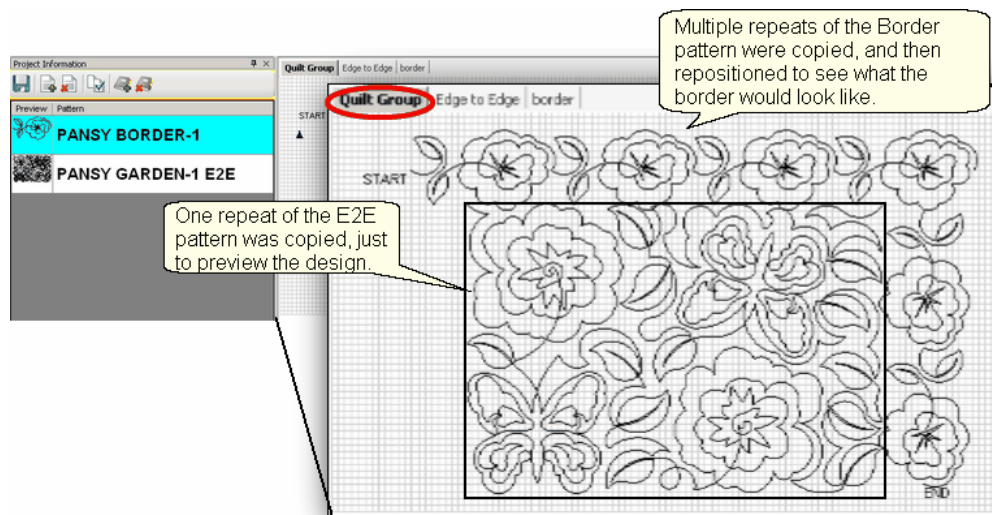 Multiple repeats of the Border
pattern were copied, and then
repositioned to see what the
border would look like.
Project Information
Quilt Group Edge to Edge border
Preview Pattern
PANSY BORDER-1
PANSY GARDEN-1 E2E
START
Quilt Group Edge to Edge border
START
One repeat of the E2E
pattern was copied, just
to preview the design.
END